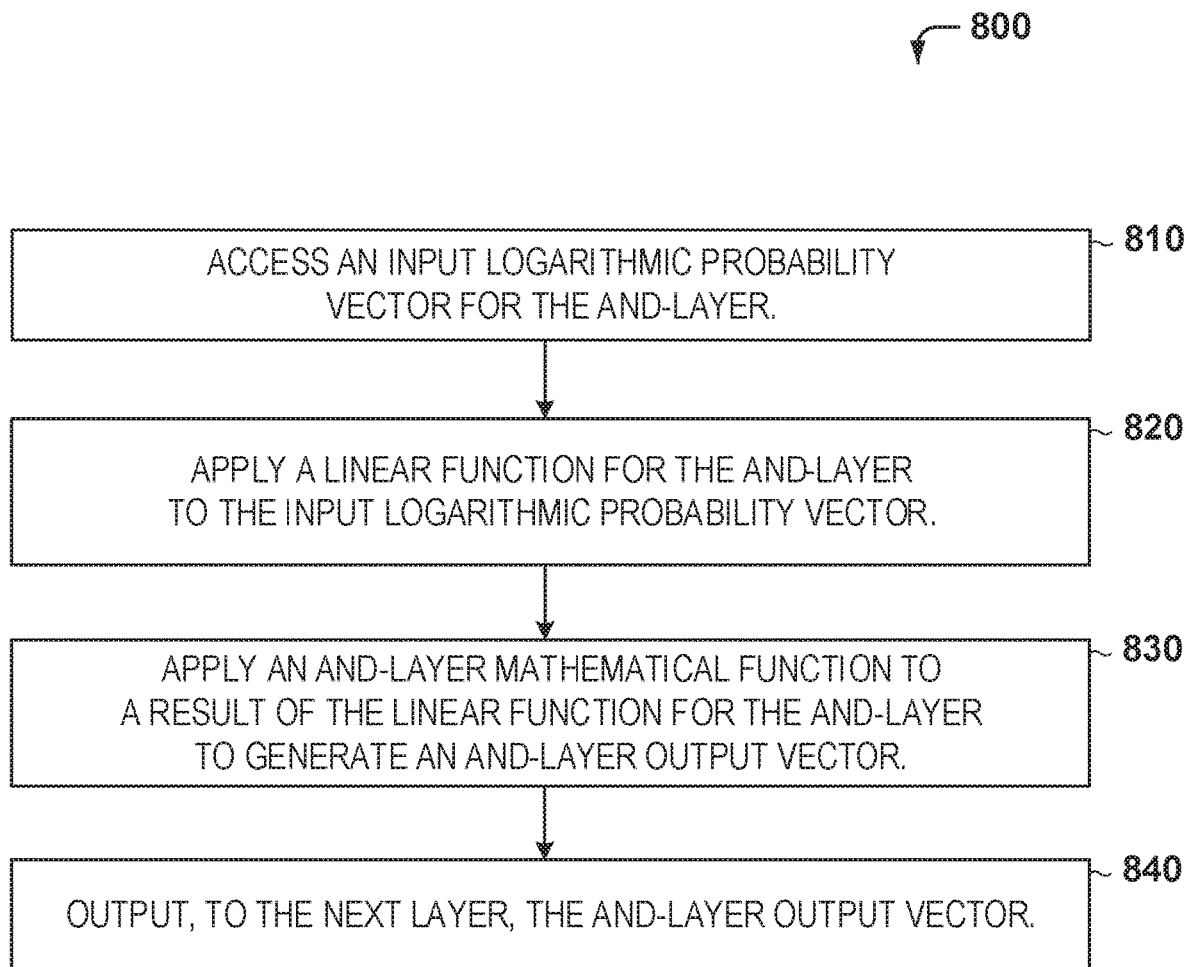 800
810
ACCESS AN INPUT LOGARITHMIC PROBABILITY
VECTOR FOR THE AND-LAYER.
820
APPLY A LINEAR FUNCTION FOR THE AND-LAYER
TO THE INPUT LOGARITHMIC PROBABILITY VECTOR.
830
APPLY AN AND-LAYER MATHEMATICAL FUNCTION TO
A RESULT OF THE LINEAR FUNCTION FOR THE AND-LAYER
TO GENERATE AN AND-LAYER OUTPUT VECTOR.
840
OUTPUT, TO THE NEXT LAYER, THE AND-LAYER OUTPUT VECTOR.